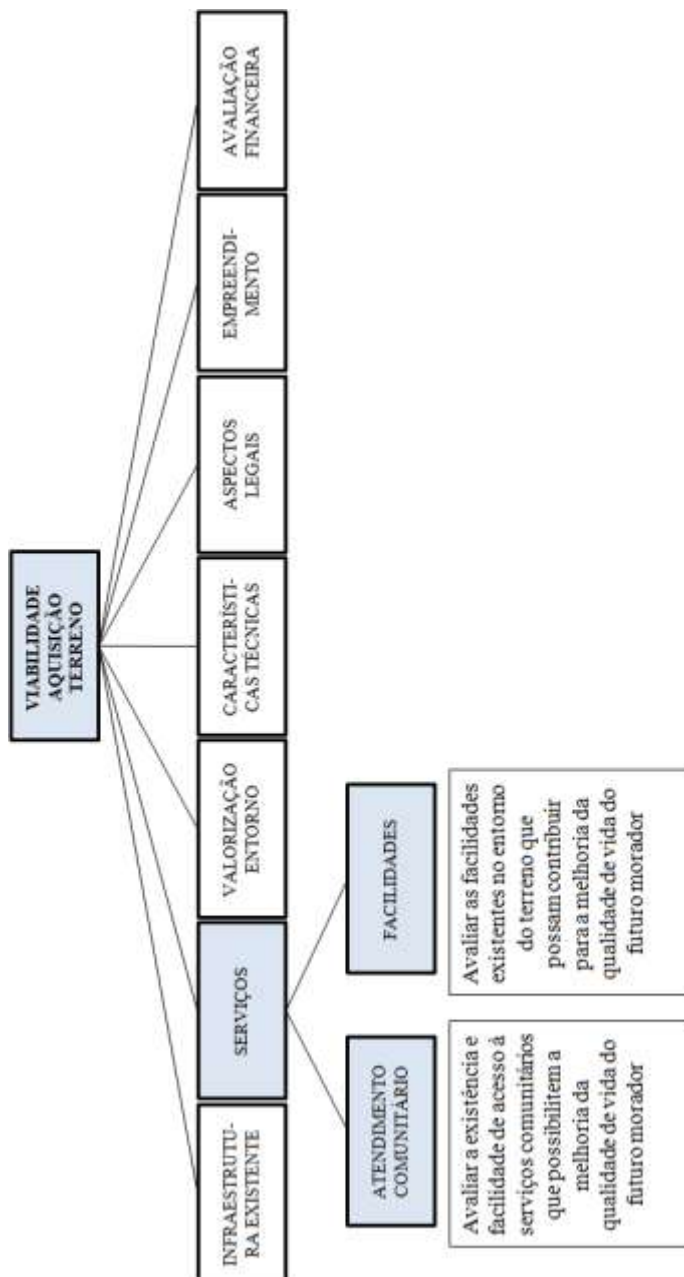 VIABILIDADE
AQUISIÇÃO
TERRENO
INFRAESTRUTU-
RA EXISTENTE
SERVIÇOS
VALORIZAÇÃO
ENTORNO
CARACTERÍSTI-
CAS TÉCNICAS
ASPECTOS
LEGAIS
EMPREENDI-
MENTO
AVALIAÇÃO
FINANCEIRA
ATENDIMENTO
COMUNITÁRIO
FACILIDADES
Avaliar a existência e
facilidade de acesso à
serviços comunitários
que possibilitem a
melhoria da
qualidade de vida do
futuro morador
Avaliar as facilidades
existentes no entorno
do terreno que
possam contribuir
para a melhoria da
qualidade de vida do
futuro morador